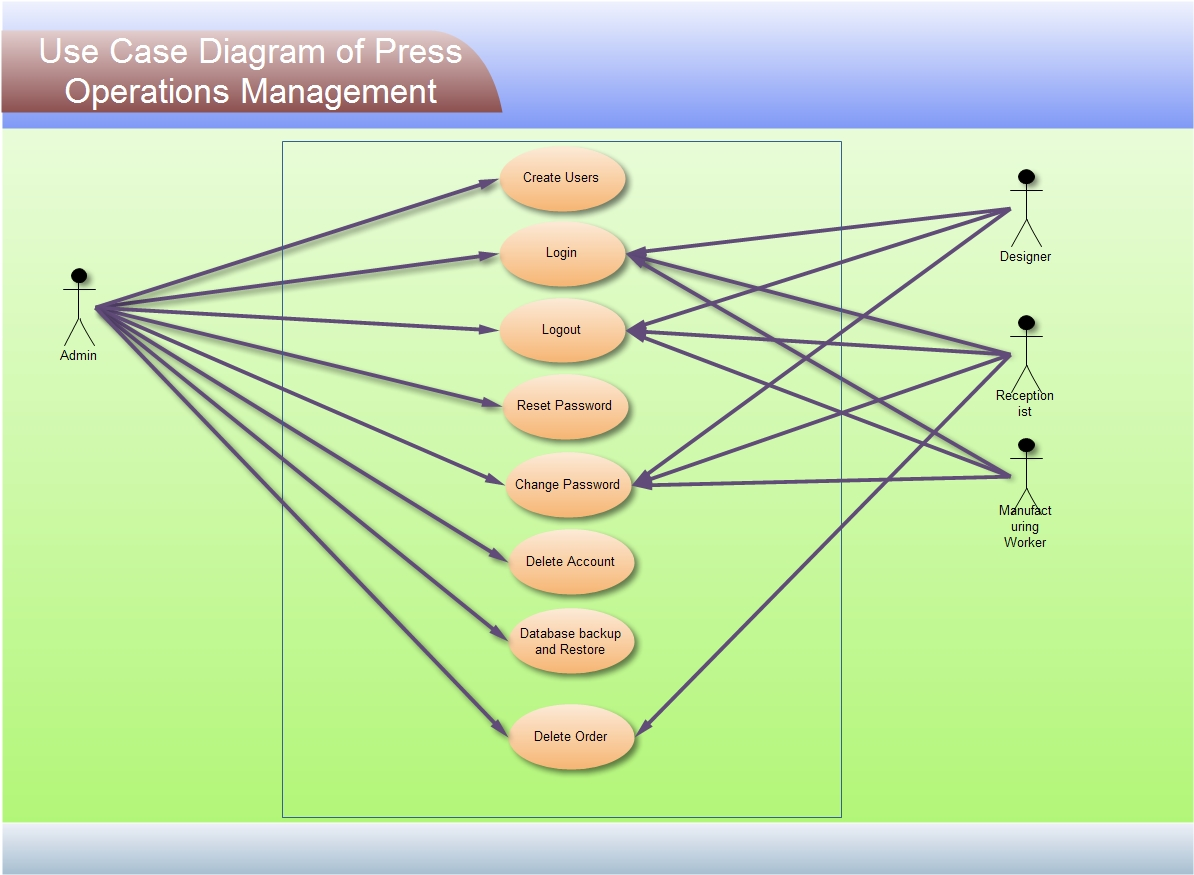 Use Case Diagram of Press
Operations Management
Create Users
Login
Logout
Reset Password
Change Password
Delete Account
Database backup
and Restore
Delete Order
Admin
Designer
Reception
ist
Manufact
uring
Worker